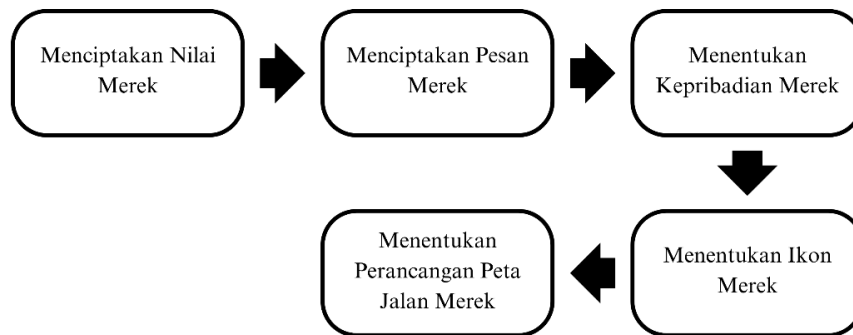 Menciptakan Nilai
Merek
Menciptakan Pesan
Merek
Menentukan
Kepribadian Merek
Menentukan Ikon
Merek
Menentukan
Perancangan Peta
Jalan Merek